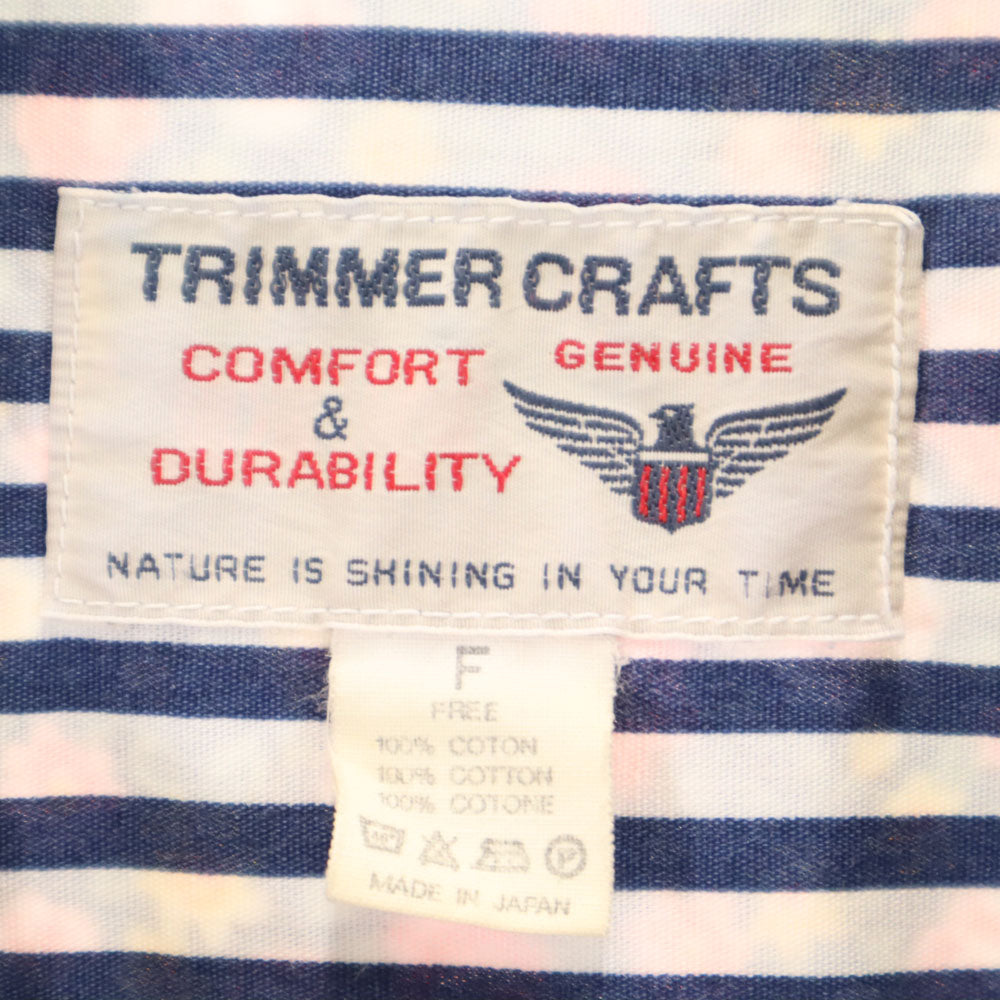 TRIMMER CRAFTS
COMFORT
&
DURABILITY
GENUINE
NATURE IS SHINING IN YOUR TIME
F
FREE
100% COTON
100% COTTON
100% COTONE
MADE IN JAPAN